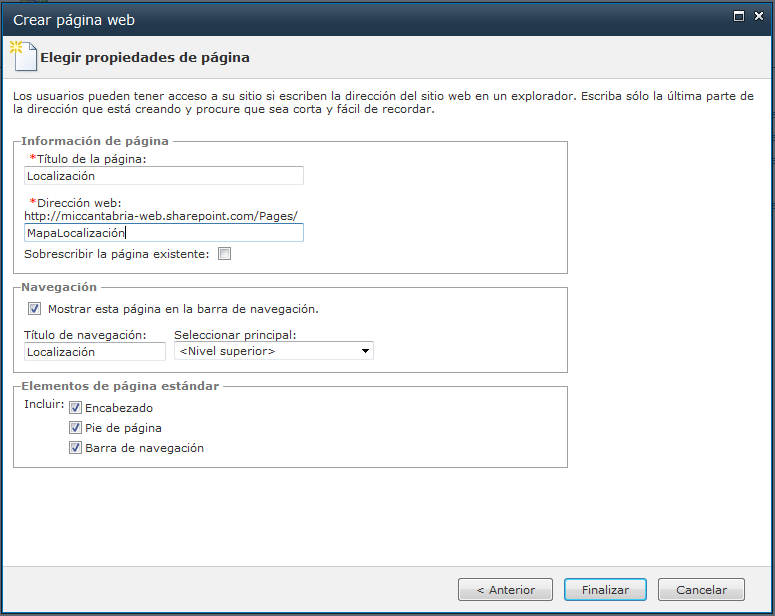 Crear página web
Elegir propiedades de página
Los usuarios pueden tener acceso a su sitio si escriben la dirección del sitio web en un explorador. Escriba sólo la última parte de
la dirección que está creando y procure que sea corta y fácil de recordar.
Información de página
*Título de la página:
Localización
*Dirección web:
http://miccantabria-web.sharepoint.com/Pages/
MapaLocalización
Sobrescribir la página existente:
Navegación
Mostrar esta página en la barra de navegación.
Título de navegación: Seleccionar principal:
Localización <Nivel superior>
Elementos de página estándar
Incluir: Encabezado
Pie de página
Barra de navegación
< Anterior Finalizar Cancelar